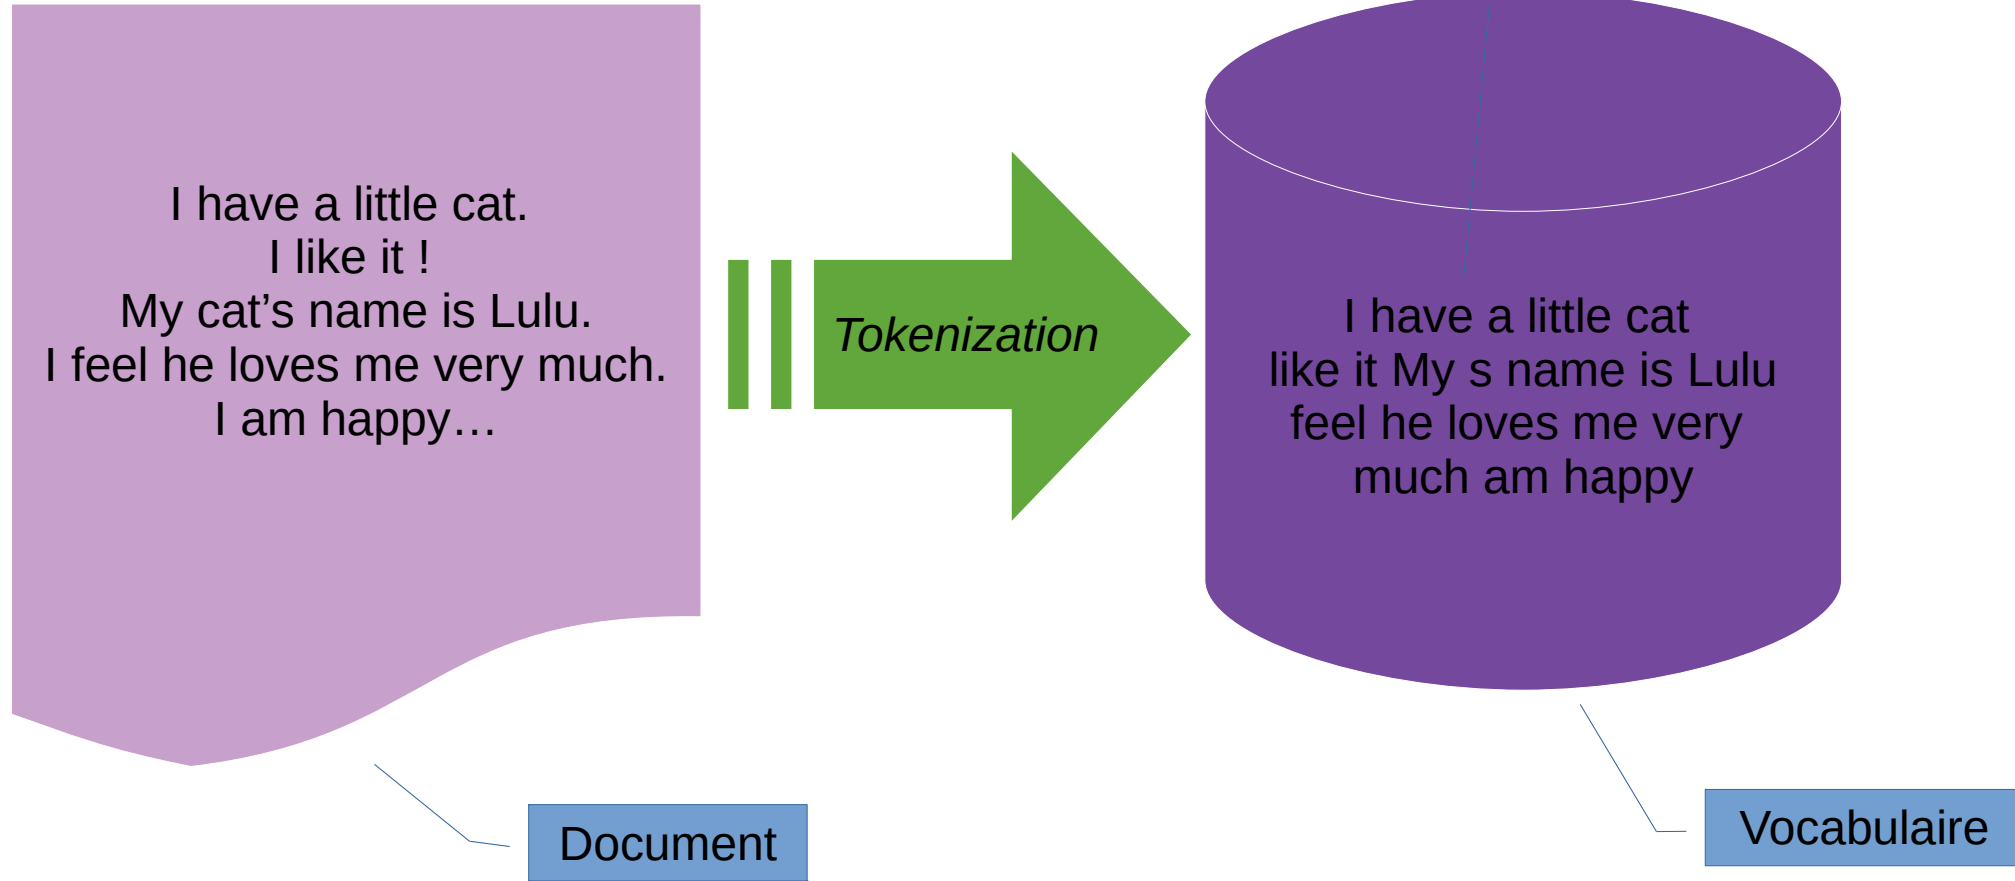 I have a little cat.
I like it !
My cat’s name is Lulu.
I feel he loves me very much.
I am happy…
Tokenization
I have a little cat
like it My s name is Lulu
feel he loves me very
much am happy
Document
Vocabulaire